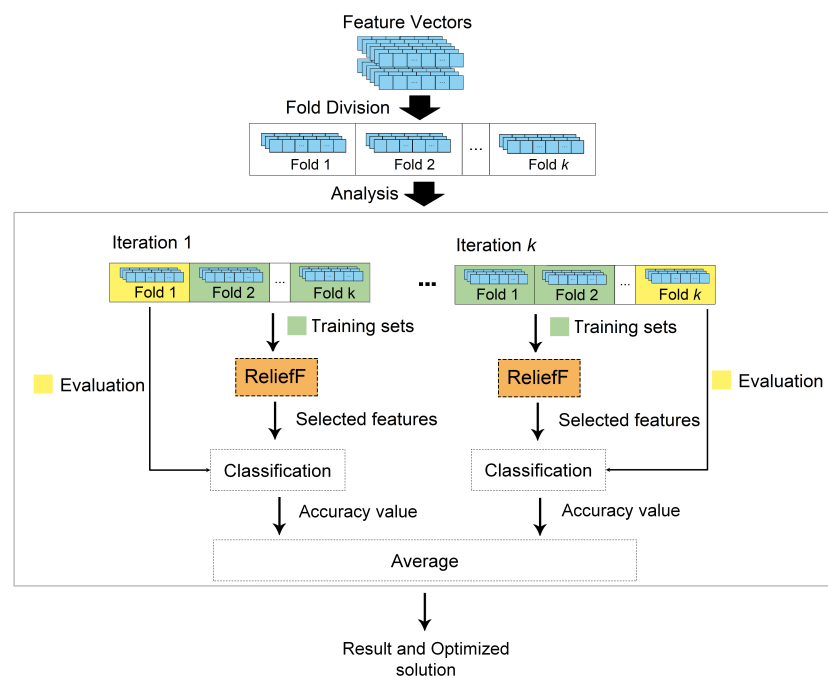 Feature Vectors
...
...
Fold Division
...
...
...
Fold 1
Fold 2
...
Fold k
Analysis
Iteration 1
Iteration k
Fold 1
Fold 2
...
Fold k
...
Fold 1
Fold 2
...
Fold k
Training sets
Training sets
Evaluation
ReliefF
ReliefF
Evaluation
Selected features
Selected features
Classification
Classification
Accuracy value
Accuracy value
Average
Result and Optimized
solution